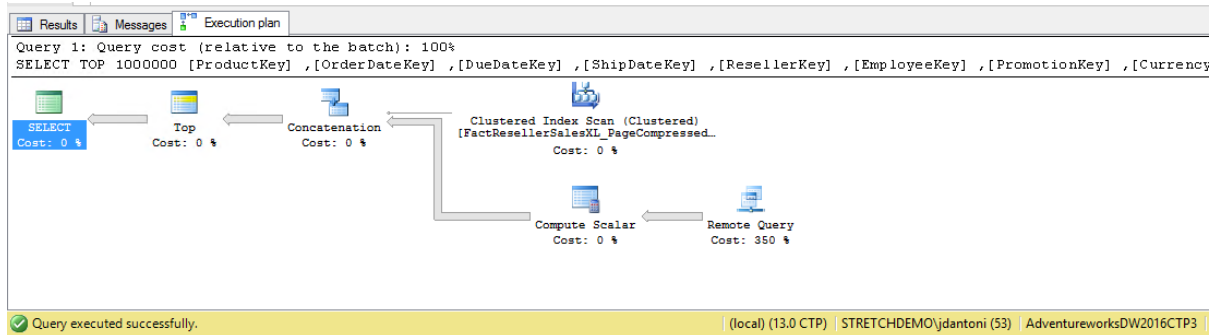 Results Messages Execution plan
Query 1: Query cost (relative to the batch): 100%
SELECT TOP 1000000 [ProductKey] ,[OrderDateKey] ,[DueDateKey] ,[ShipDateKey] ,[ResellerKey] ,[EmployeeKey] ,[PromotionKey] ,[Currency
SELECT
Cost: 0 %
Top
Cost: 0 %
Concatenation
Cost: 0 %
Clustered Index Scan (Clustered)
[FactResellerSalesXL_PageCompressed…
Cost: 0 %
Compute Scalar
Cost: 0 %
Remote Query
Cost: 350 %
Query executed successfully. (local) (13.0 CTP) STRETCHDEMO\jdantoni (53) AdventureworksDW2016CTP3